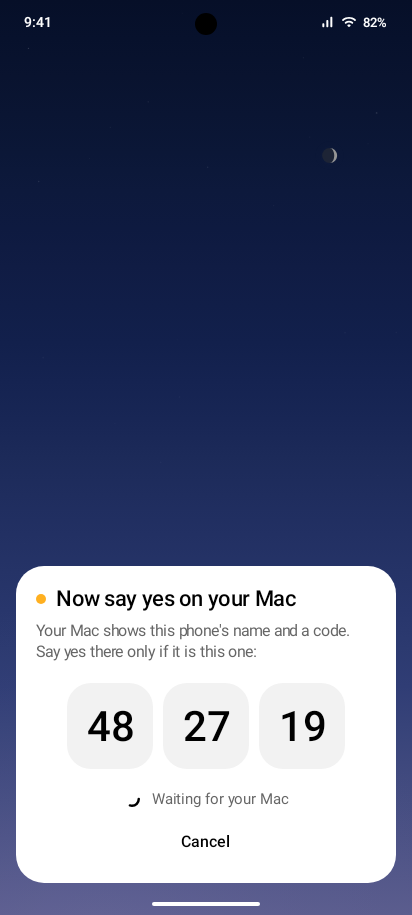 9:41
82%
Now say yes on your Mac
Your Mac shows this phone's name and a code.
Say yes there only if it is this one:
48 27 19
Waiting for your Mac
Cancel